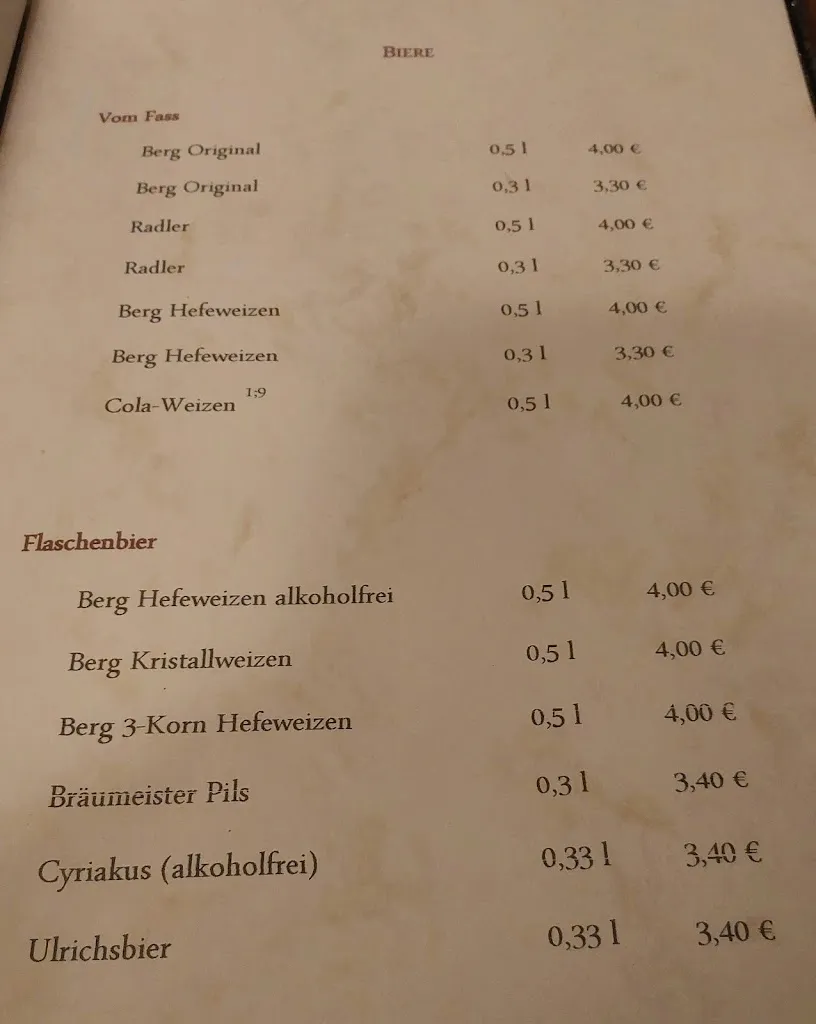 Biere
Vom Fass
Berg Original 0,5 l 4,00 €
Berg Original 0,3 l 3,30 €
Radler 0,5 l 4,00 €
Radler 0,3 l 3,30 €
Berg Hefeweizen 0,5 l 4,00 €
Berg Hefeweizen 0,3 l 3,30 €
Cola-Weizen 1;9 0,5 l 4,00 €
Flaschenbier
Berg Hefeweizen alkoholfrei 0,5 l 4,00 €
Berg Kristallweizen 0,5 l 4,00 €
Berg 3-Korn Hefeweizen 0,5 l 4,00 €
Bräumeister Pils 0,3 l 3,40 €
Cyriakus (alkoholfrei) 0,33 l 3,40 €
Ulrichsbier 0,33 l 3,40 €